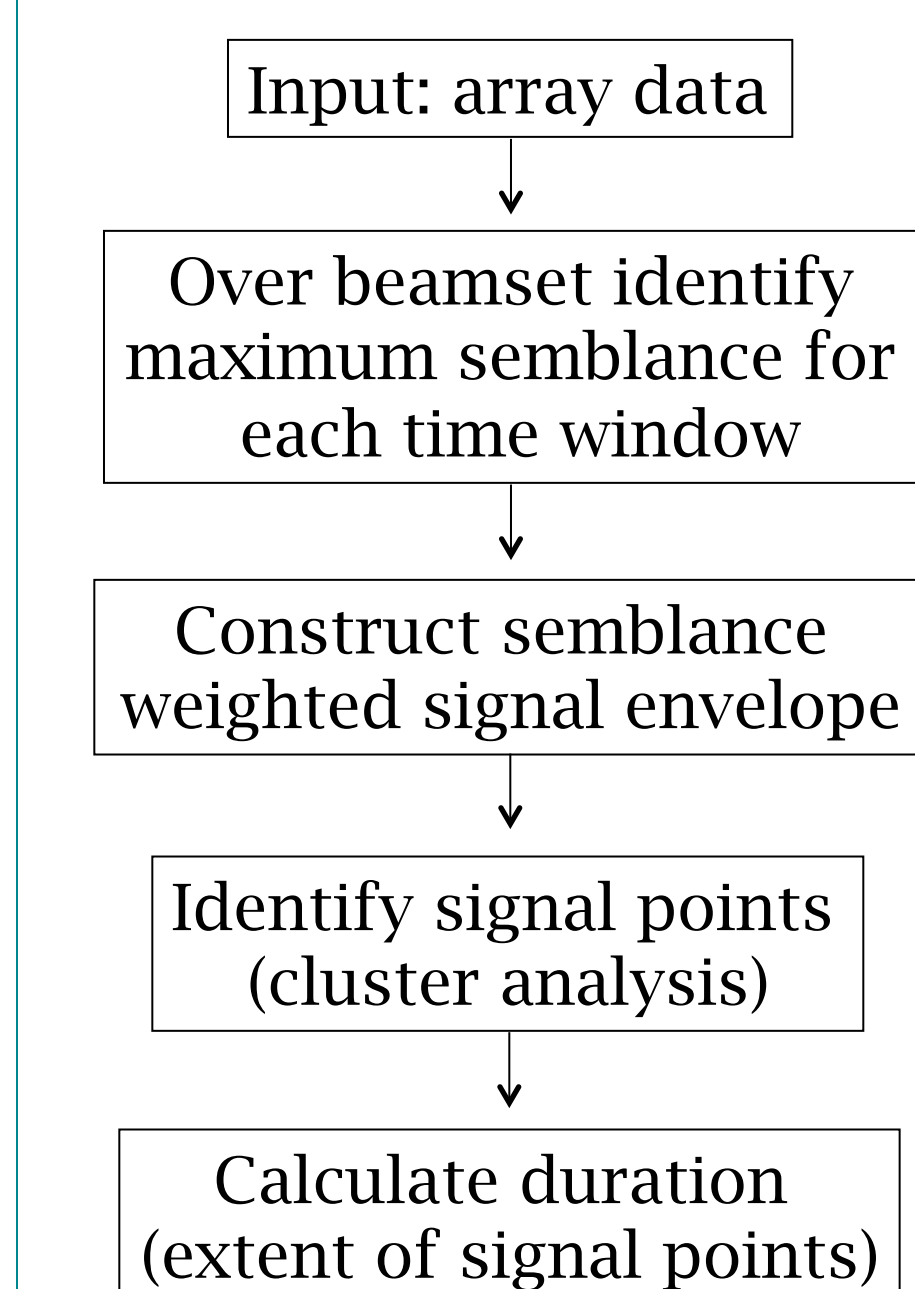 Input: array data
Over beamset identify
maximum semblance for
each time window
Construct semblance
weighted signal envelope
Identify signal points
(cluster analysis)
Calculate duration
(extent of signal points)